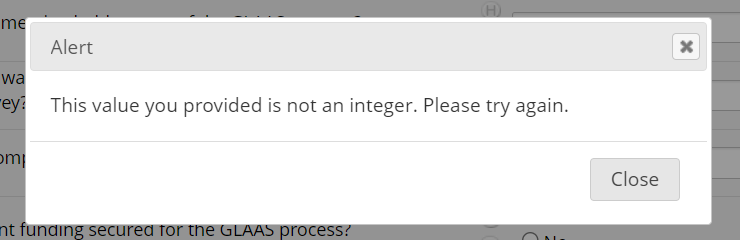 Alert
This value you provided is not an integer. Please try again.
Close
nt funding secured for the GLAAS process?